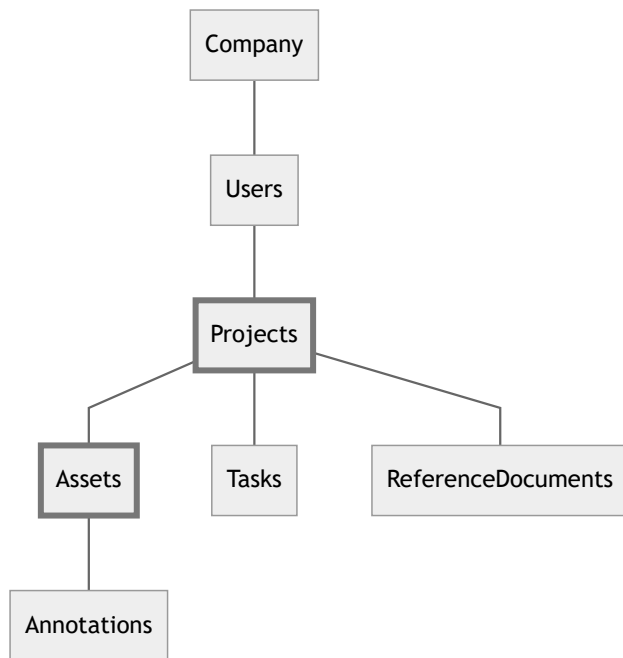 Company
Users
Projects
Assets
Tasks
ReferenceDocuments
Annotations